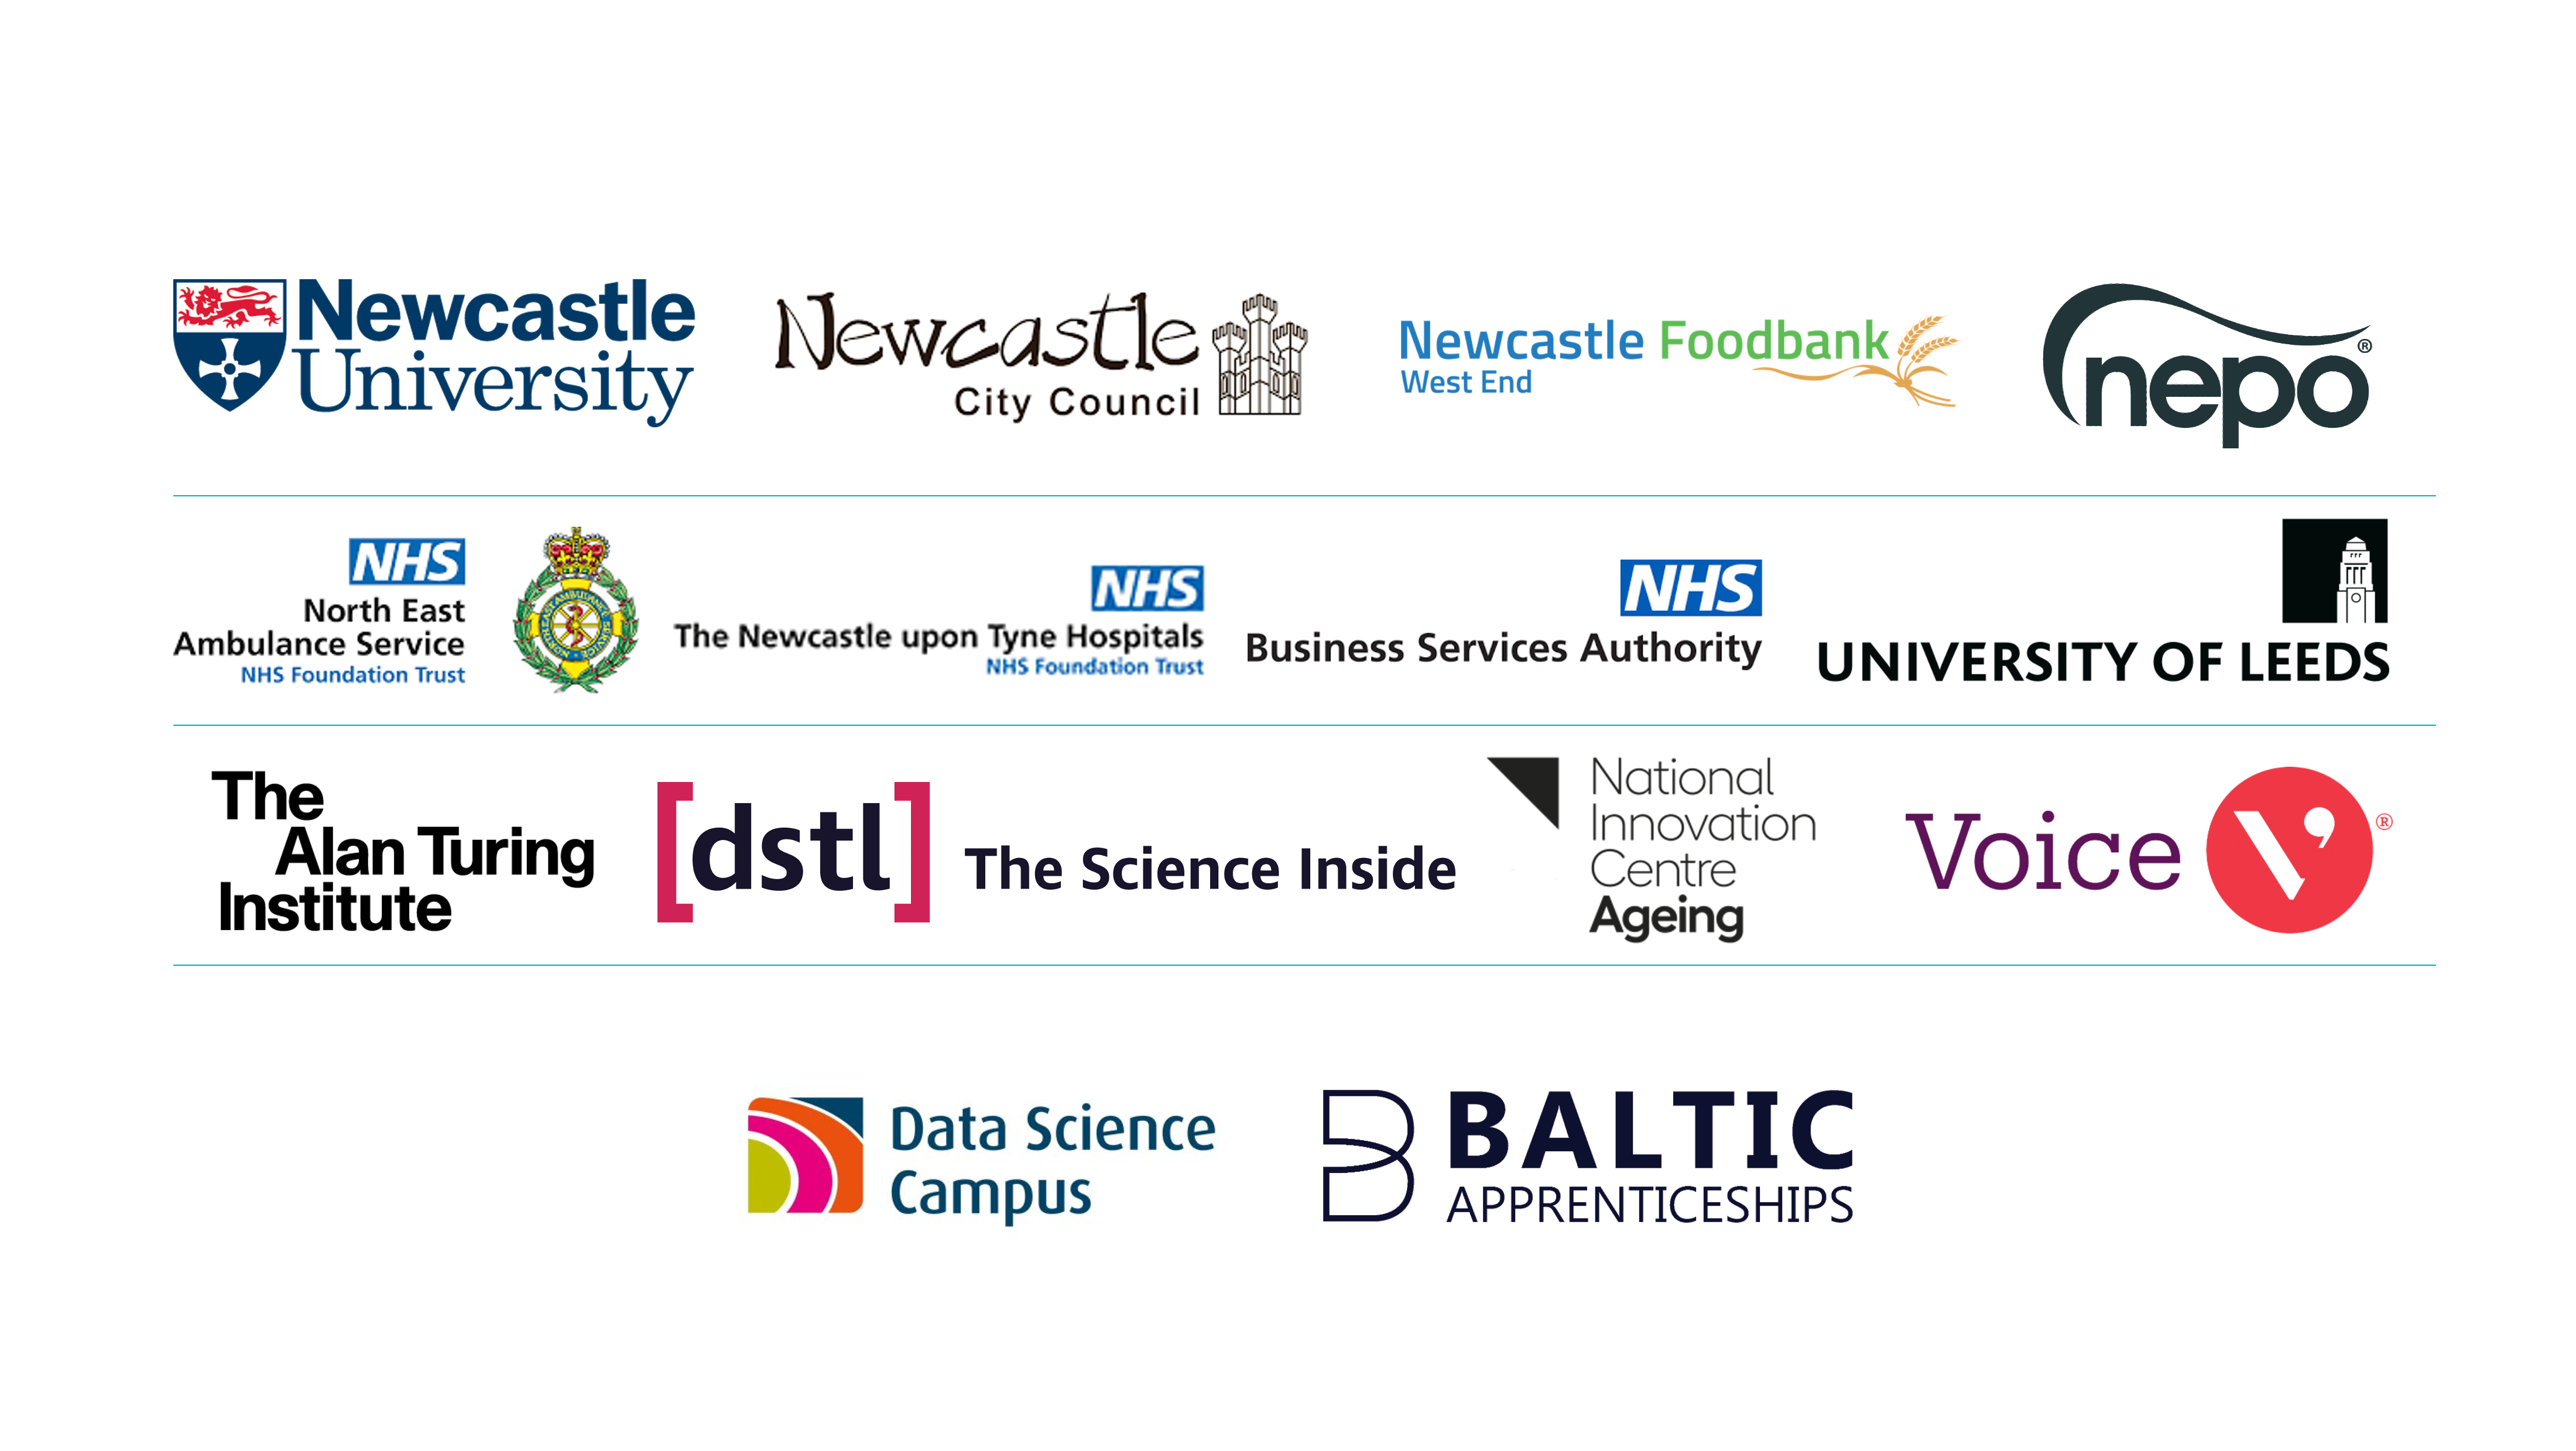 Newcastle
University
Newcastle
City Council
Newcastle Foodbank
West End
nepo®
NHS
North East
Ambulance Service
NHS Foundation Trust
NHS
The Newcastle upon Tyne Hospitals
NHS Foundation Trust
NHS
Business Services Authority
UNIVERSITY OF LEEDS
The
Alan Turing
Institute
[dstl] The Science Inside
National
Innovation
Centre
Ageing
Voice V®
Data Science
Campus
BALTIC
APPRENTICESHIPS